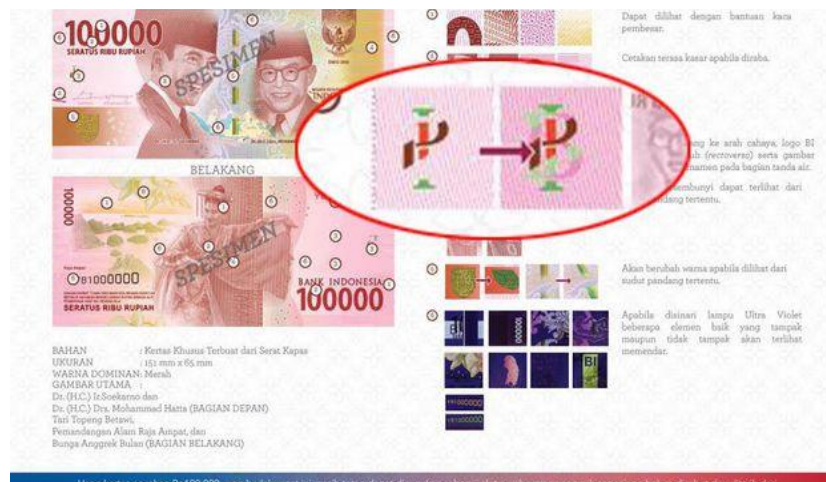 100000
SERATUS RIBU RUPIAH
SPESIMEN
BELAKANG
100000
SPESIMEN
BANK INDONESIA
100000
SERATUS RIBU RUPIAH
BAHAN : Kertas Khusus Terbuat dari Serat Kapas
UKURAN : 151 mm x 65 mm
WARNA DOMINAN: Merah
GAMBAR UTAMA :
Dr. (H.C.) Ir.Soekarno dan
Dr. (H.C.) Drs. Mohammad Hatta (BAGIAN DEPAN)
Tari Topeng Betawi,
Pemandangan Alam Raja Ampat, dan
Bunga Anggrek Bulan (BAGIAN BELAKANG)
Dapat dilihat dengan bantuan kaca
pembesar.
Cetakan terasa kasar apabila diraba.
ke arah cahaya, logo BI
(rectoverso) serta gambar
pada bagian tanda air.
dapat terlihat dari
tertentu.
Akan berubah warna apabila dilihat dari
sudut pandang tertentu.
Apabila disinari lampu Ultra Violet
beberapa elemen baik yang tampak
maupun tidak tampak akan terlihat
memendar.
BI